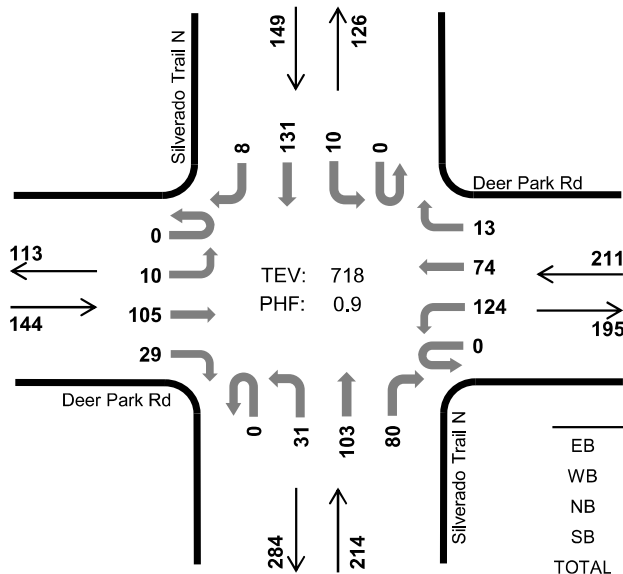 149
126
Silverado Trail N
8
131
10
0
Deer Park Rd
0
13
113
10
TEV: 718
74
211
144
105
PHF: 0.9
124
195
29
0
Deer Park Rd
0
31
103
80
Silverado Trail N
284
214
EB
WB
NB
SB
TOTAL